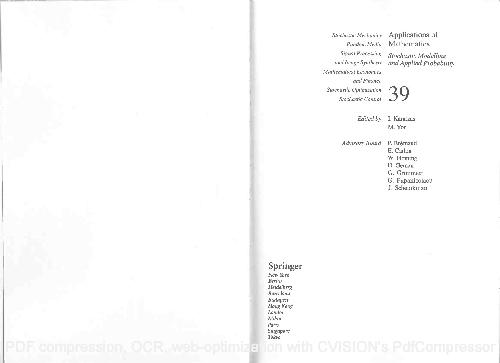 Stochastic Mechanics
Random Media
Signal Processing
and Image Synthesis
Mathematical Economics
and Finance
Stochastic Optimization
Stochastic Control
Applications of
Mathematics
Stochastic Modelling
and Applied Probability
39
Edited by I. Karatzas
M. Yor
Advisory Board P. Brémaud
E. Carlen
W. Fleming
D. Geman
G. Grimmett
G. Papanicolaou
J. Scheinkman
Springer
New York
Berlin
Heidelberg
Barcelona
Budapest
Hong Kong
London
Milan
Paris
Singapore
Tokyo
PDF compression, OCR, web-optimization with CVISION's PdfCompressor